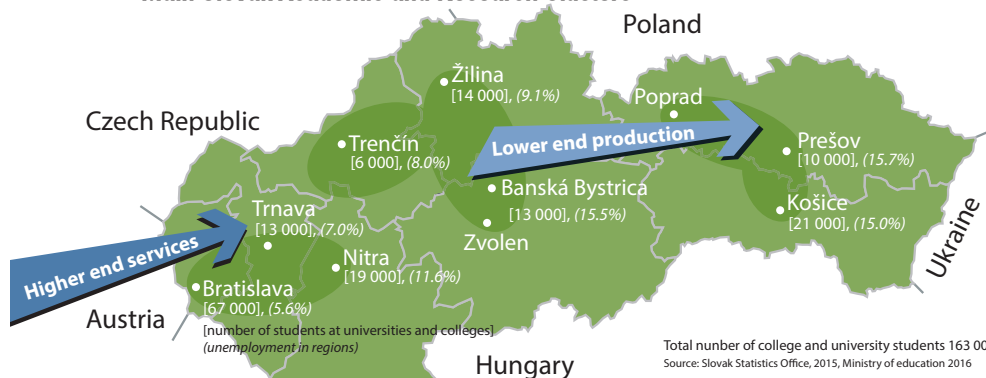 Poland
Žilina
[14 000], (9.1%)
Poprad
Czech Republic
Trenčín
[6 000], (8.0%)
Lower end production
Prešov
[10 000], (15.7%)
Banská Bystrica
[13 000], (15.5%)
Košice
[21 000], (15.0%)
Trnava
[13 000], (7.0%)
Zvolen
Ukraine
Higher end services
Nitra
[19 000], (11.6%)
Bratislava
[67 000], (5.6%)
Austria
[number of students at universities and colleges]
(unemployment in regions)
Hungary
Total nunber of college and university students 163 00
Source: Slovak Statistics Office, 2015, Ministry of education 2016